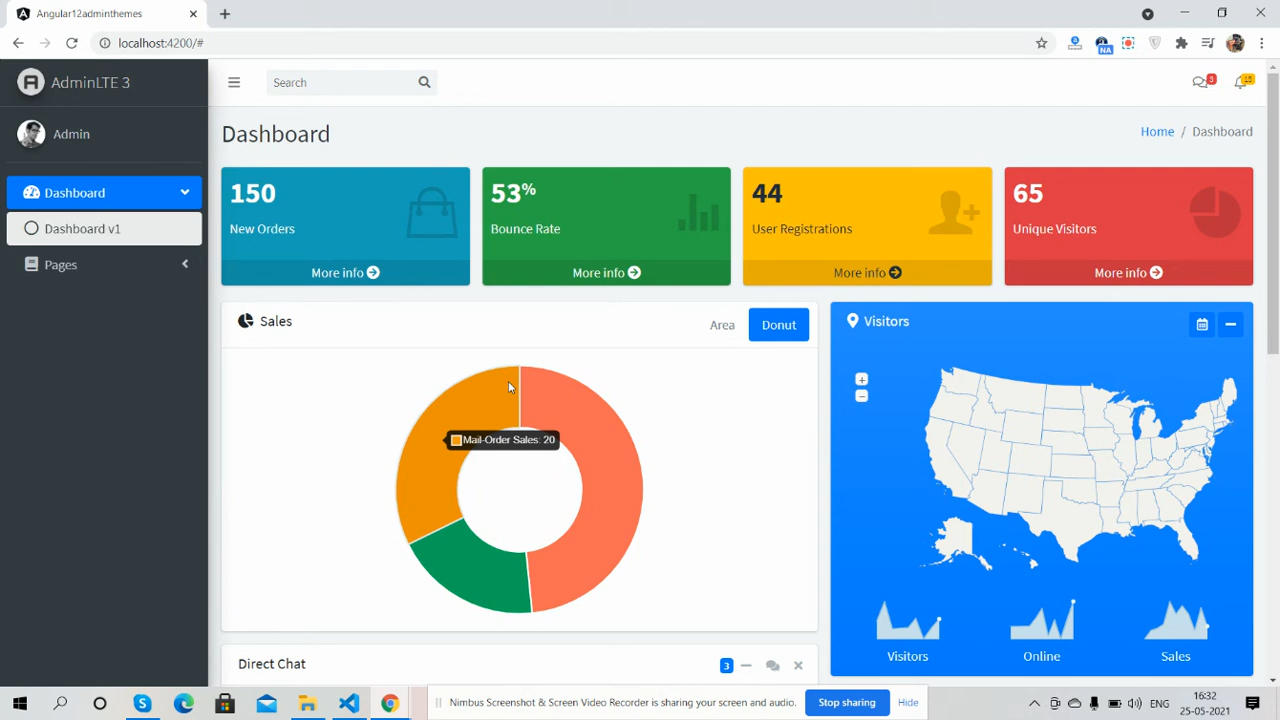 Angular12adminthemes
localhost:4200/#
NA
AdminLTE 3
Search
3
15
Admin
Dashboard
Home / Dashboard
Dashboard
Dashboard v1
Pages
150
New Orders
More info
53%
Bounce Rate
More info
44
User Registrations
More info
65
Unique Visitors
More info
Sales
Area
Donut
Mail-Order Sales: 20
Visitors
+
−
Visitors
Online
Sales
Direct Chat
3
Nimbus Screenshot & Screen Video Recorder is sharing your screen and audio.
Stop sharing
Hide
ENG
16:32
25-05-2021